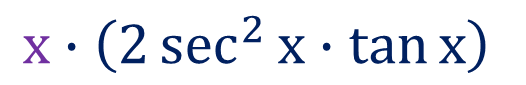 x · (2 sec² x · tan x)